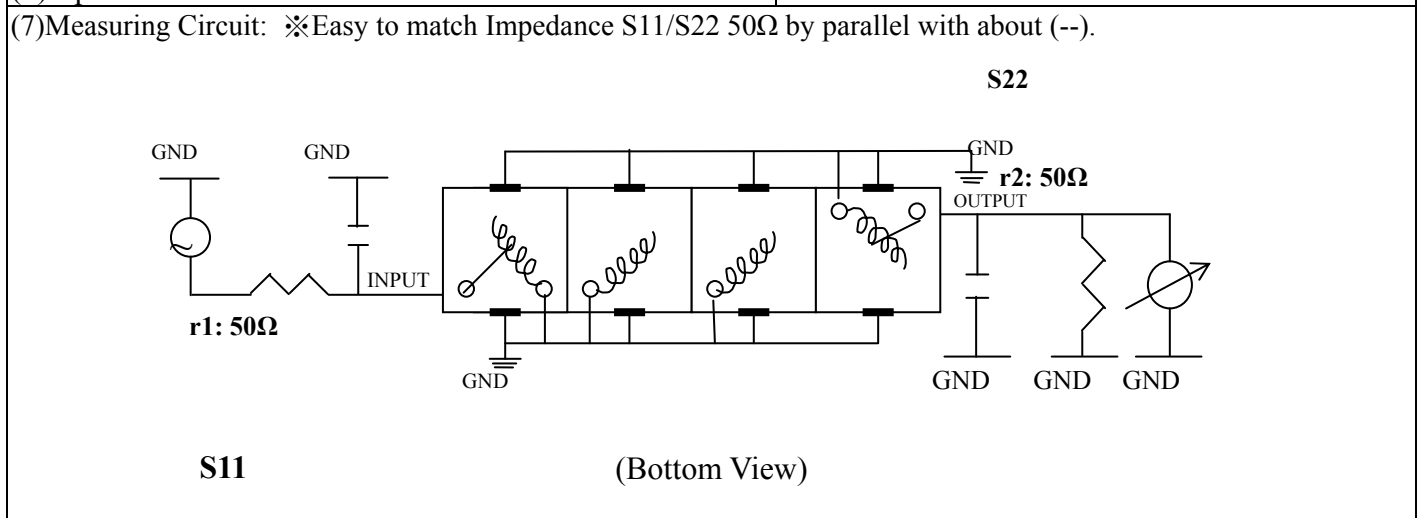 (7)Measuring Circuit: ※Easy to match Impedance S11/S22 50Ω by parallel with about (--).
S22
GND
GND
GND
r2: 50Ω
OUTPUT
INPUT
r1: 50Ω
GND
GND
GND
GND
S11
(Bottom View)